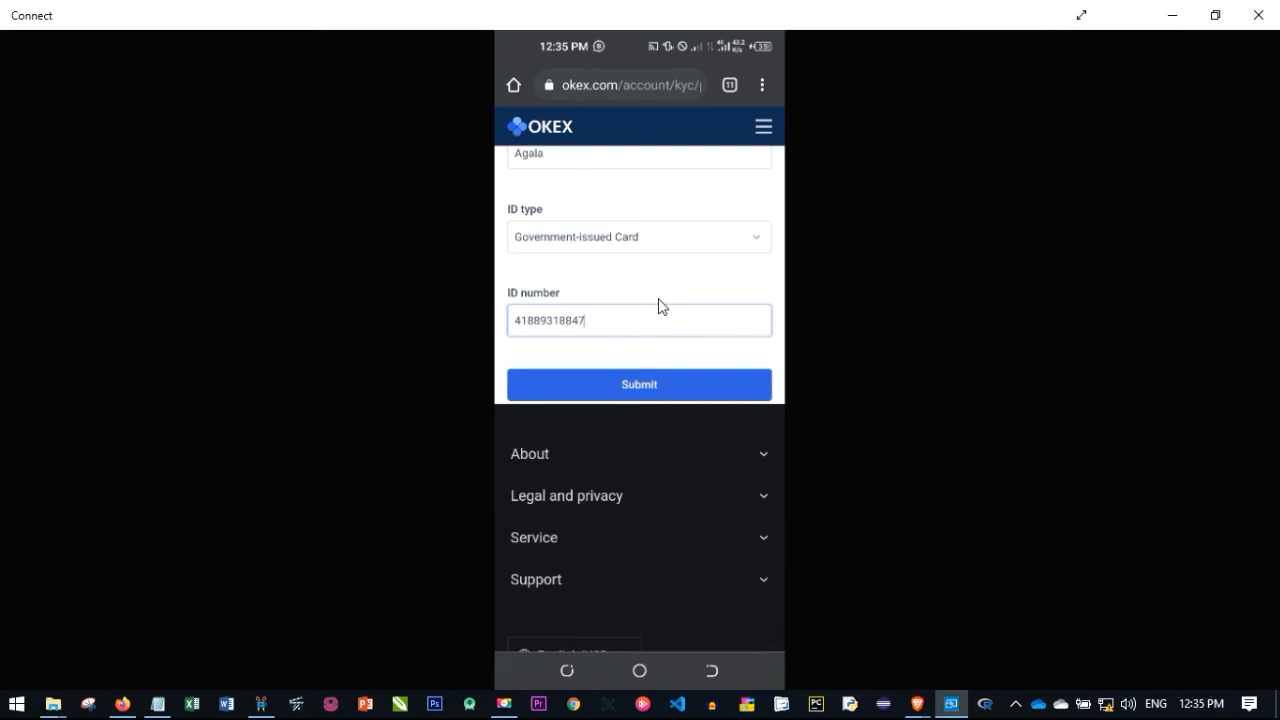 Connect
12:35 PM
okex.com/account/kyc/
OKEX
Agala
ID type
Government-issued Card
ID number
41889318847
Submit
About
Legal and privacy
Service
Support
ENG
12:35 PM